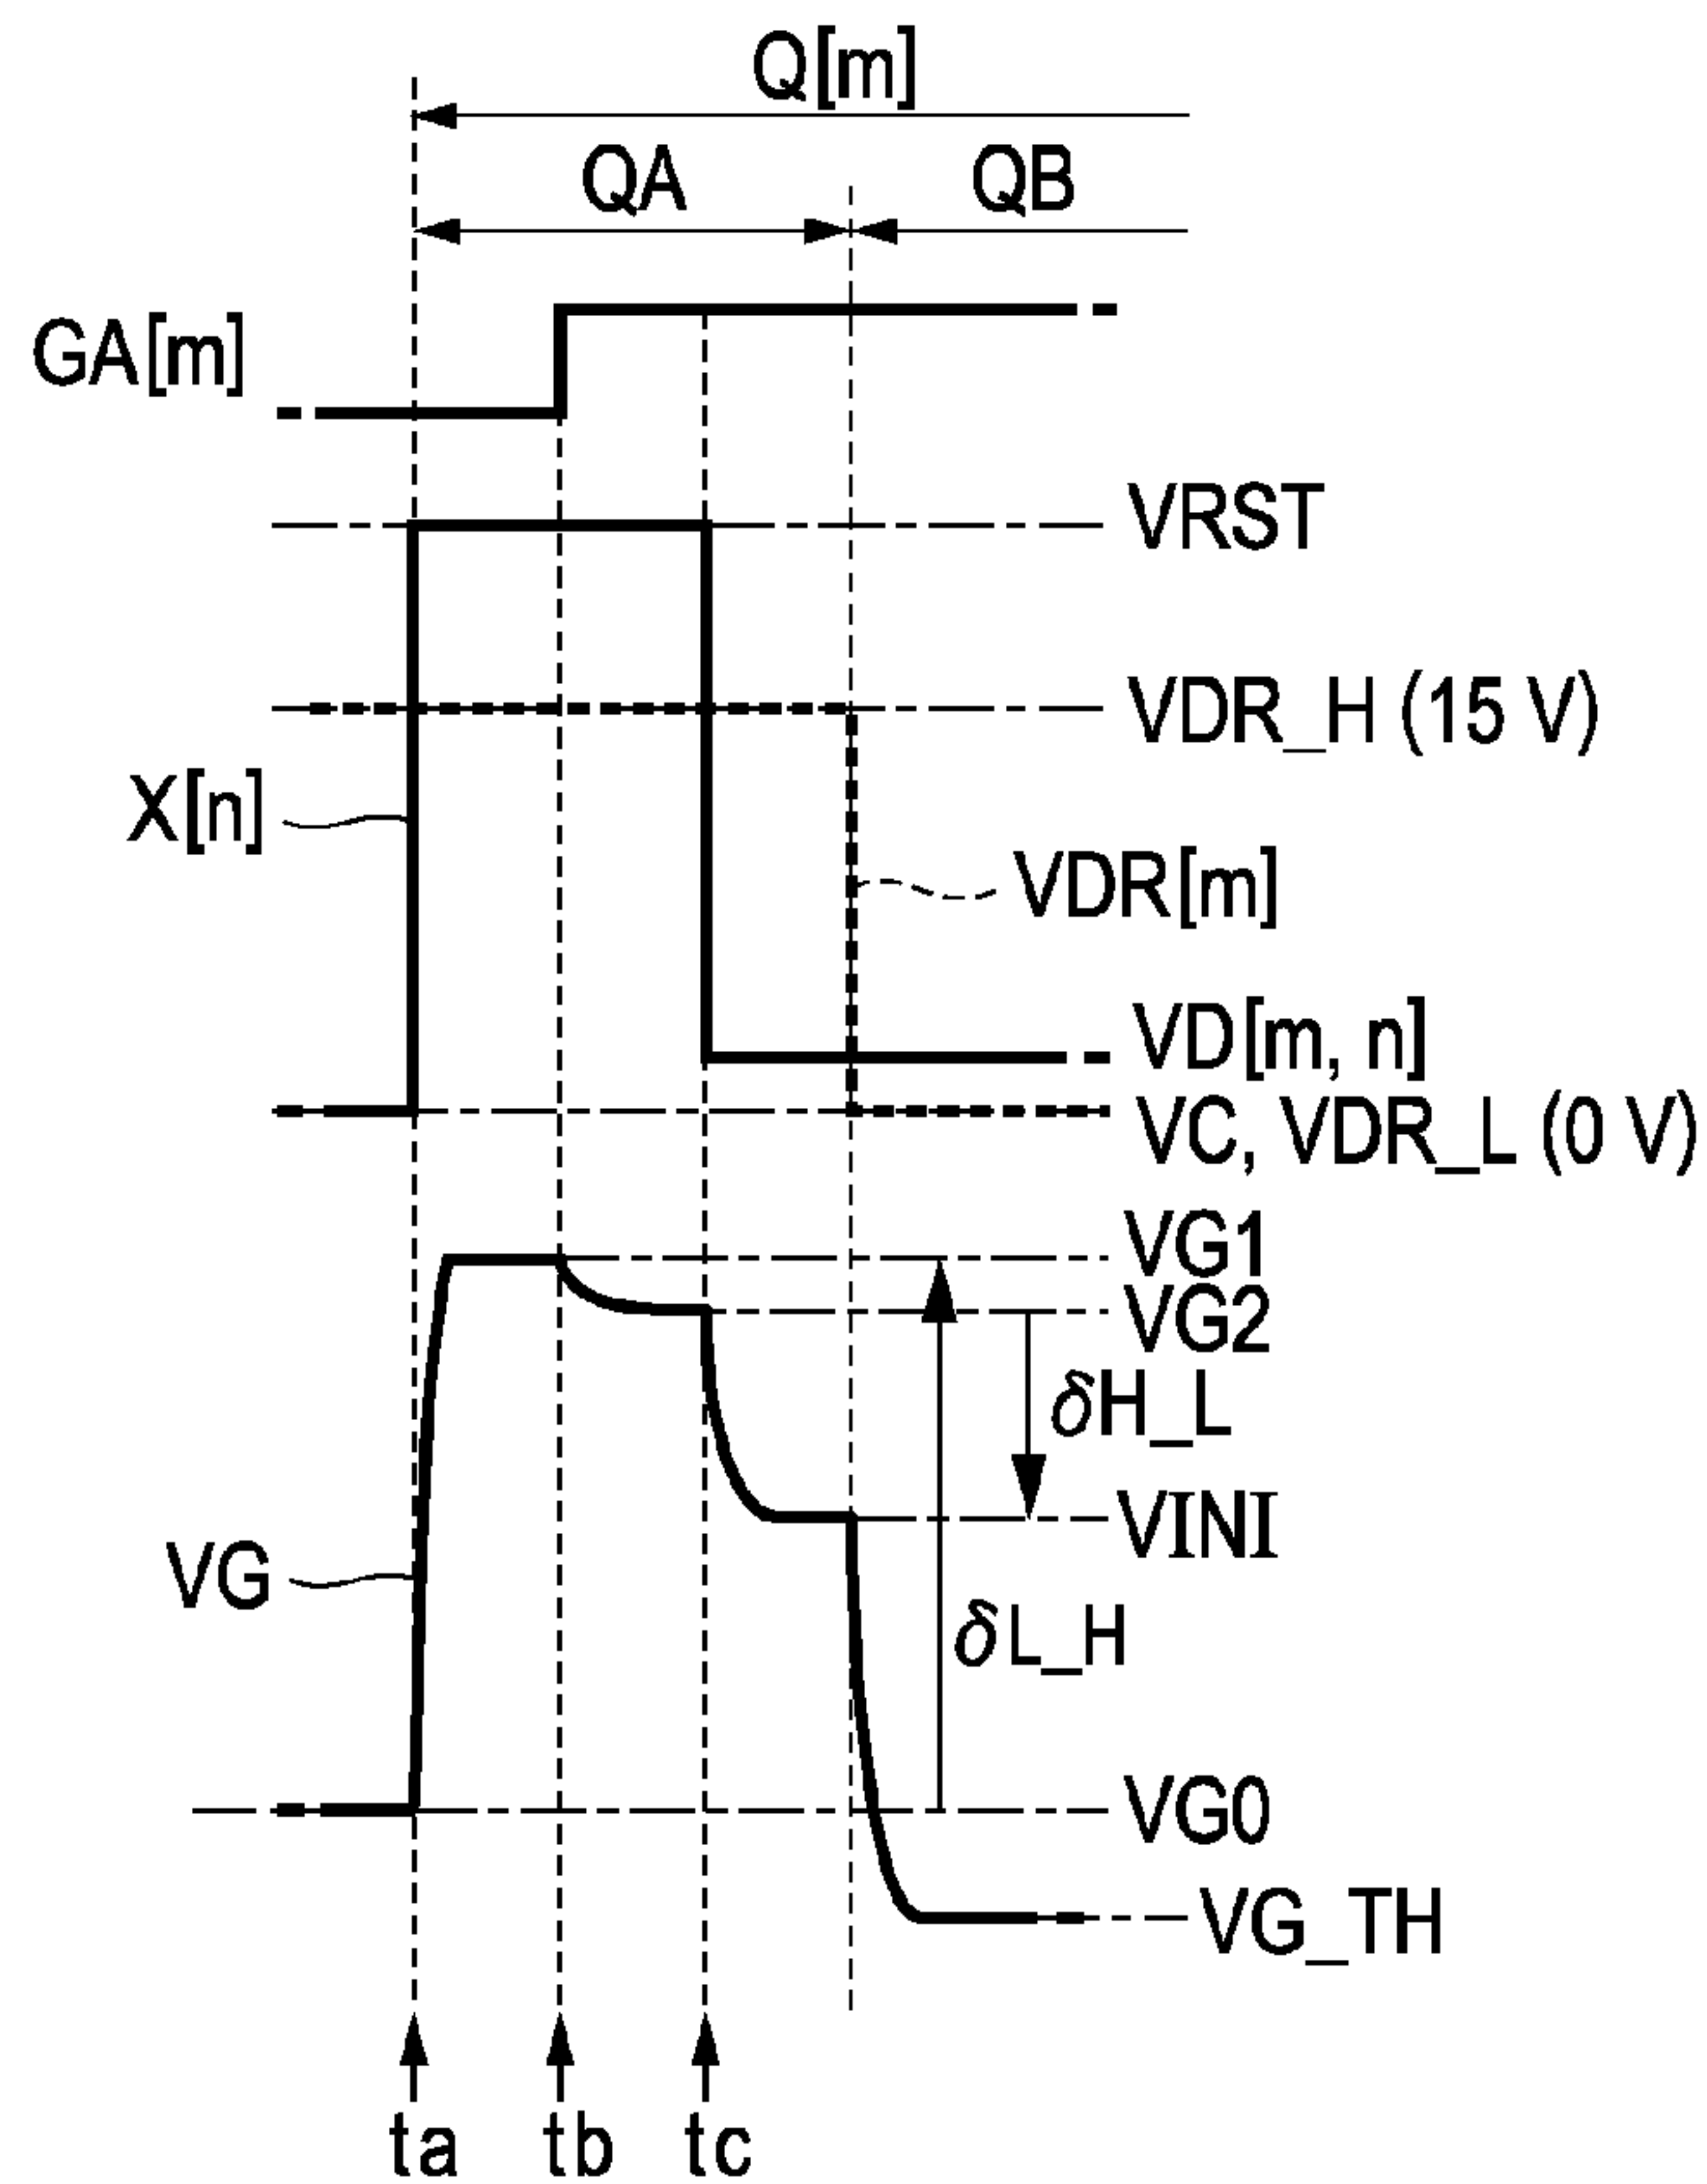 Q[m]
QA
QB
GA[m]
VRST
VDR_H (15 V)
X[n]
VDR[m]
VD[m, n]
VC, VDR_L (0 V)
VG1
VG2
δH_L
VINI
VG
δL_H
VG0
VG_TH
ta
tb
tc